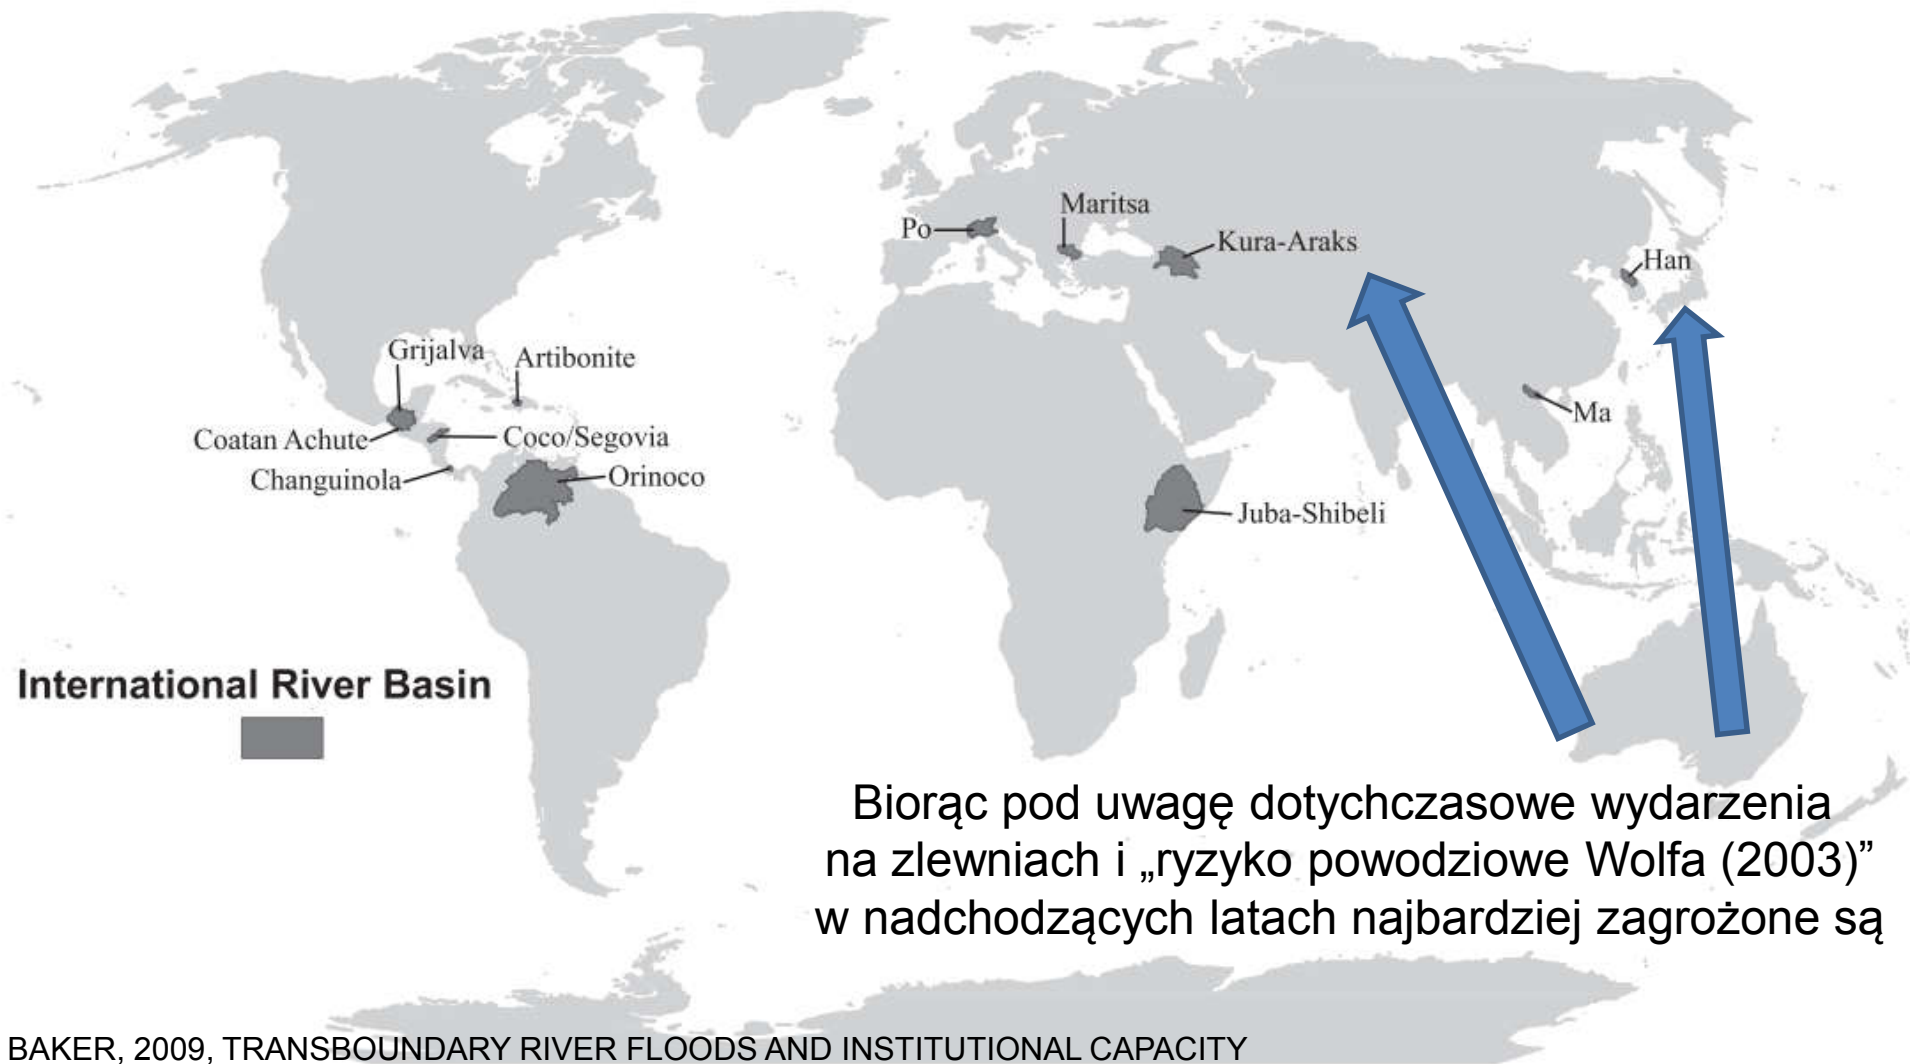 Maritsa
Po
Kura-Araks
Han
Grijalva
Artibonite
Ma
Coatan Achute
Coco/Segovia
Changuinola
Orinoco
Juba-Shibeli
International River Basin
Biorąc pod uwagę dotychczasowe wydarzenia
na zlewniach i „ryzyko powodziowe Wolfa (2003)”
w nadchodzących latach najbardziej zagrożone są
BAKER, 2009, TRANSBOUNDARY RIVER FLOODS AND INSTITUTIONAL CAPACITY